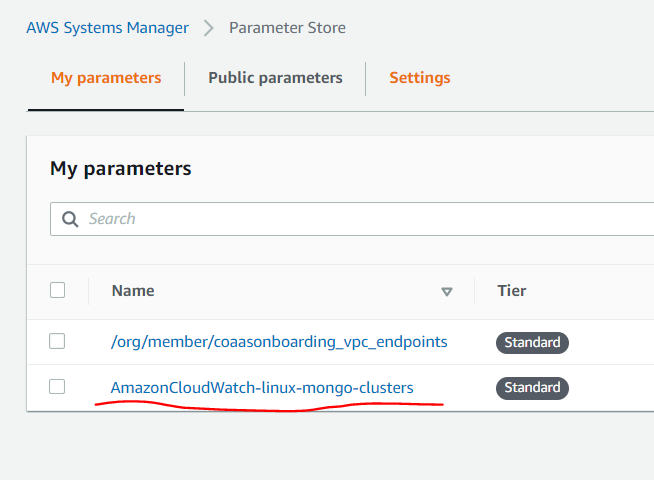 AWS Systems Manager > Parameter Store
My parameters Public parameters Settings
My parameters
Search
Name Tier
/org/member/coaasonboarding_vpc_endpoints Standard
AmazonCloudWatch-linux-mongo-clusters Standard